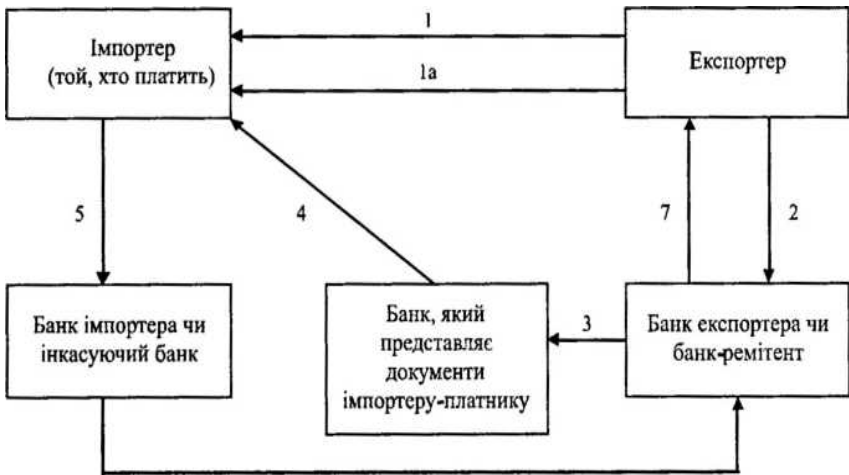 Імпортер
(той, хто платить)
1
1а
Експортер
5
4
7
2
Банк імпортера чи
інкасуючий банк
Банк, який
представляє
документи
імпортеру-платнику
3
Банк експортера чи
банк-ремітент